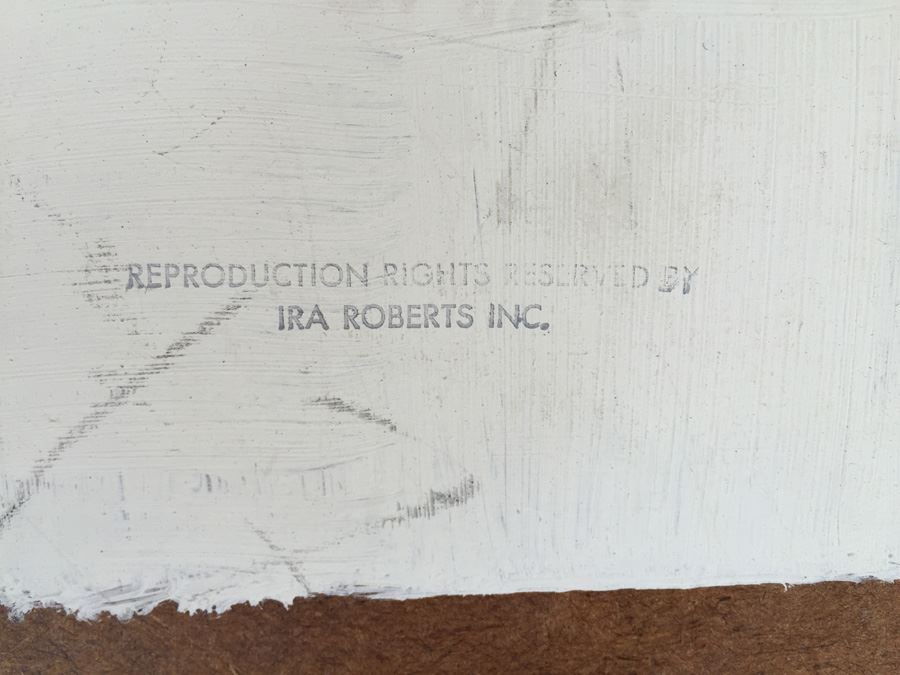 REPRODUCTION RIGHTS RESERVED BY
IRA ROBERTS INC.